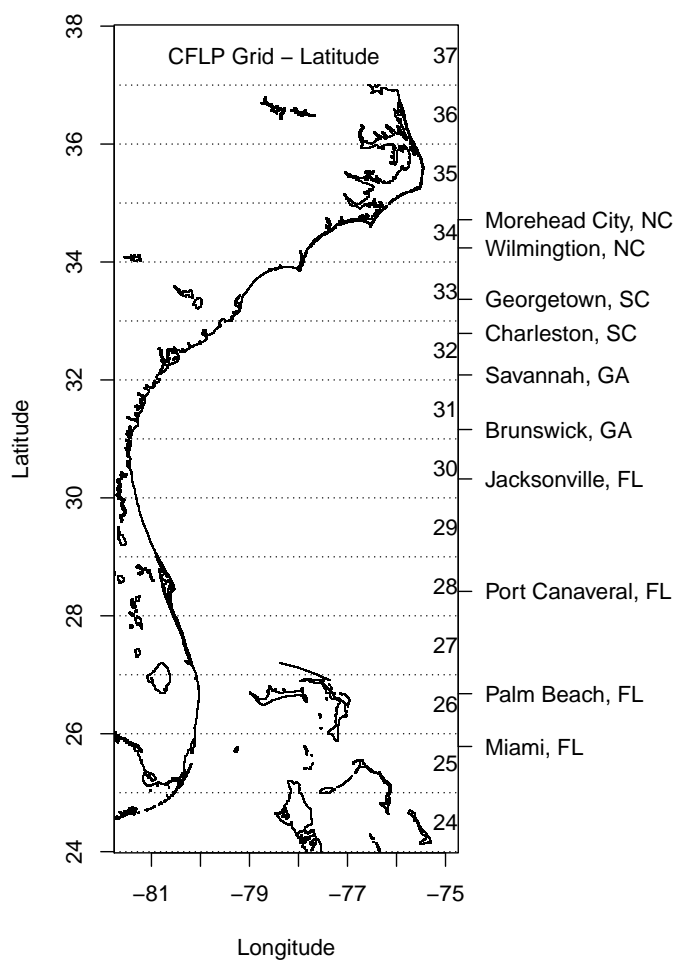 CFLP Grid – Latitude
38
36
34
32
30
28
26
24
Latitude
37
36
35
34
33
32
31
30
29
28
27
26
25
24
Morehead City, NC
Wilmingtion, NC
Georgetown, SC
Charleston, SC
Savannah, GA
Brunswick, GA
Jacksonville, FL
Port Canaveral, FL
Palm Beach, FL
Miami, FL
−81
−79
−77
−75
Longitude